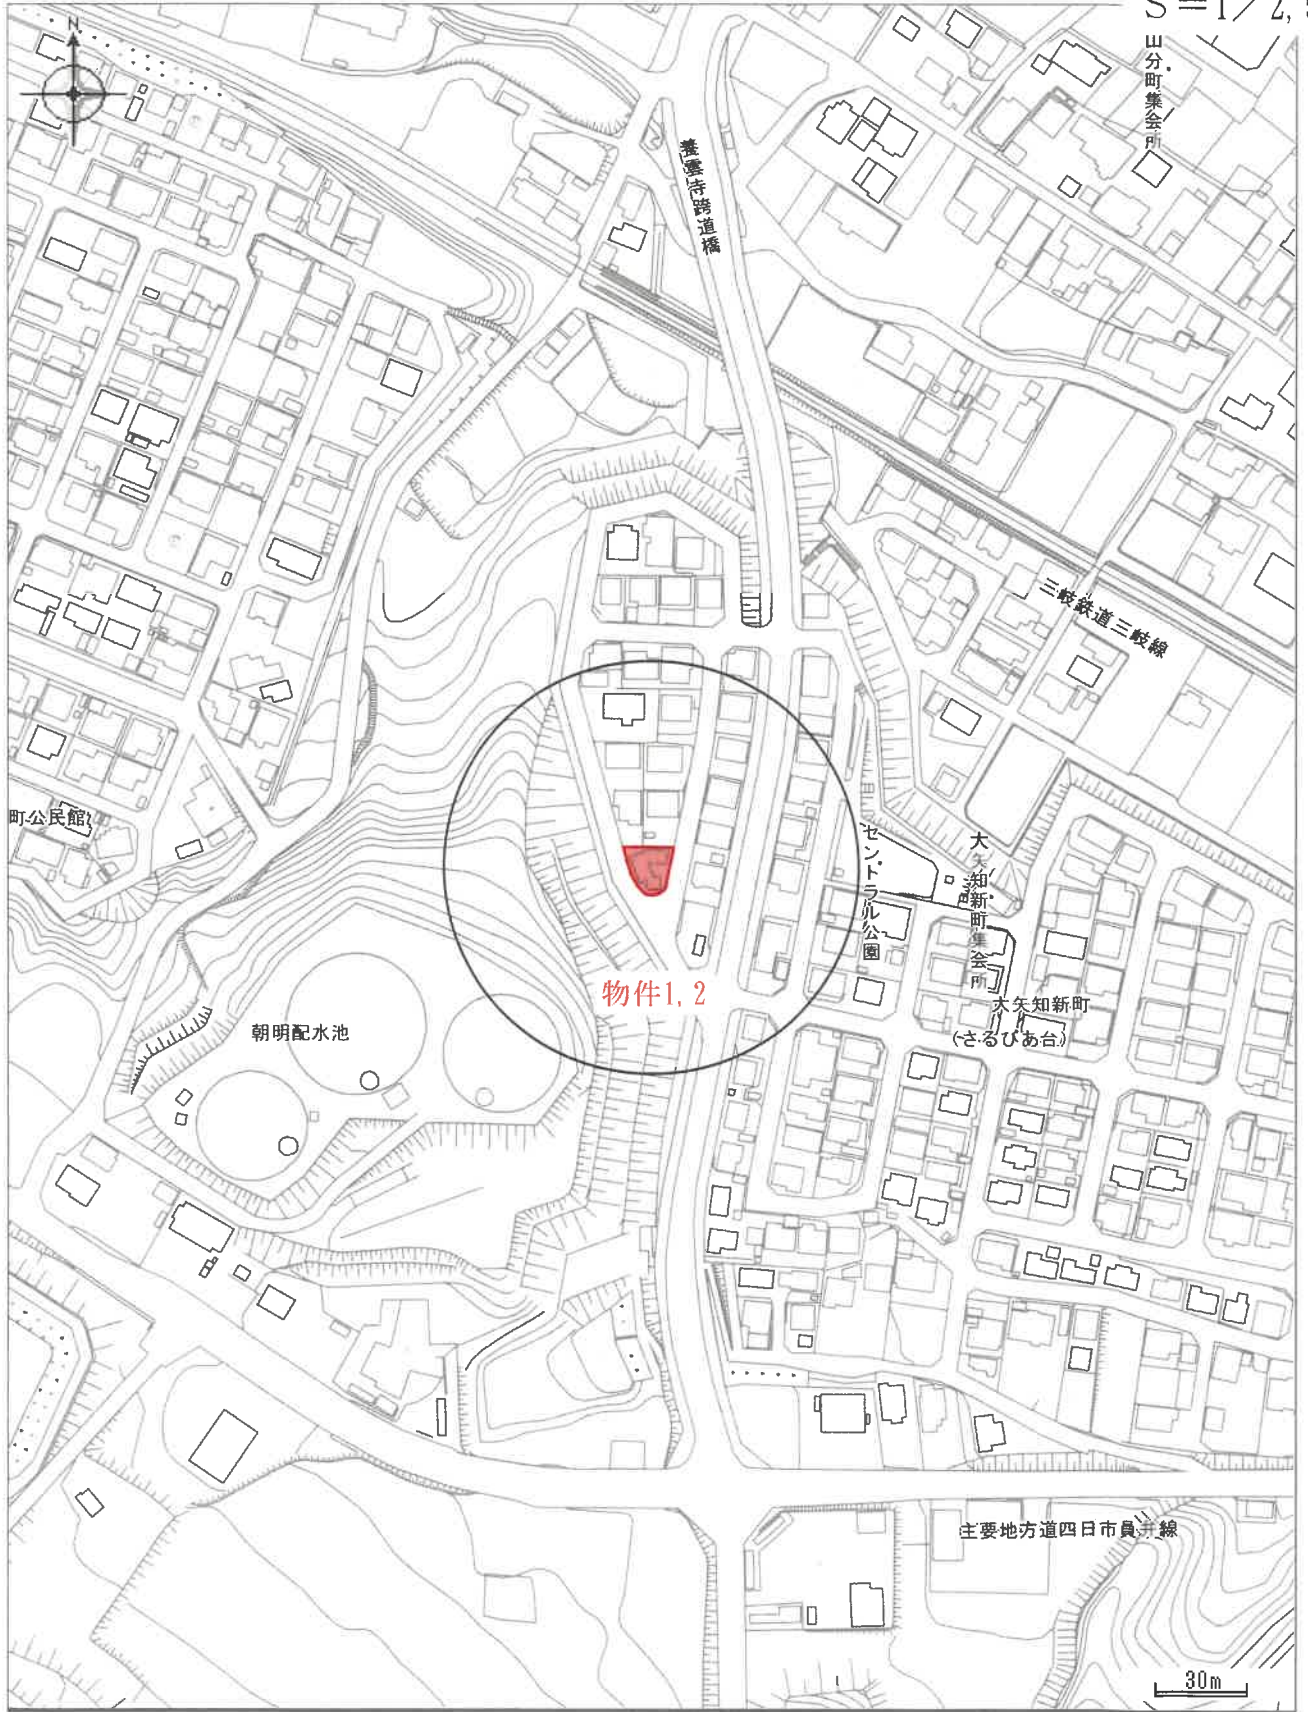 S=1/2,
N
山分町集会所
養雲寺跨道橋
三岐鉄道三岐線
町公民館
セントラル公園
大矢知新町集会所
物件1,2
大矢知新町
(さるびあ台)
朝明配水池
主要地方道四日市員弁線
30m